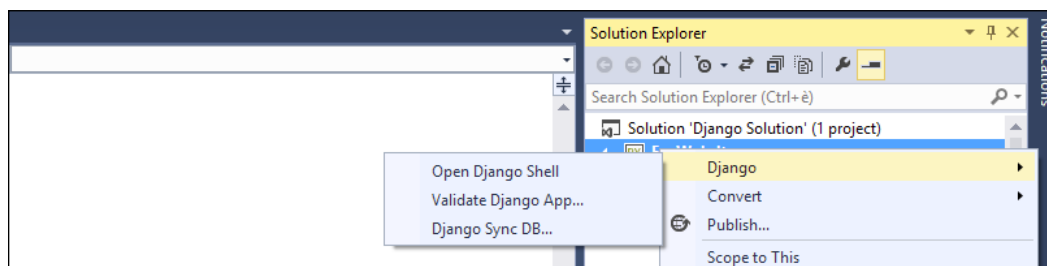 Solution Explorer
Notifications
Search Solution Explorer (Ctrl+è)
Solution 'Django Solution' (1 project)
Open Django Shell
Validate Django App...
Django Sync DB...
Django
Convert
Publish...
Scope to This